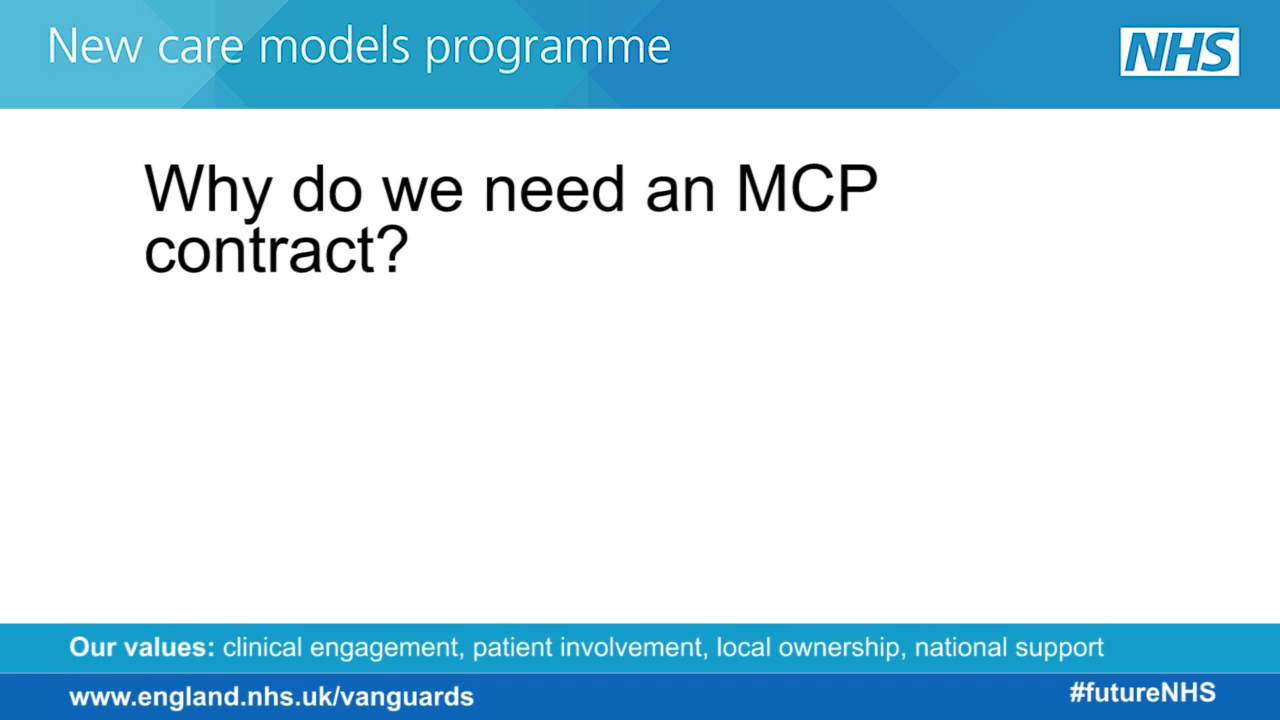 New care models programme
NHS
Why do we need an MCP
contract?
Our values: clinical engagement, patient involvement, local ownership, national support
www.england.nhs.uk/vanguards
#futureNHS